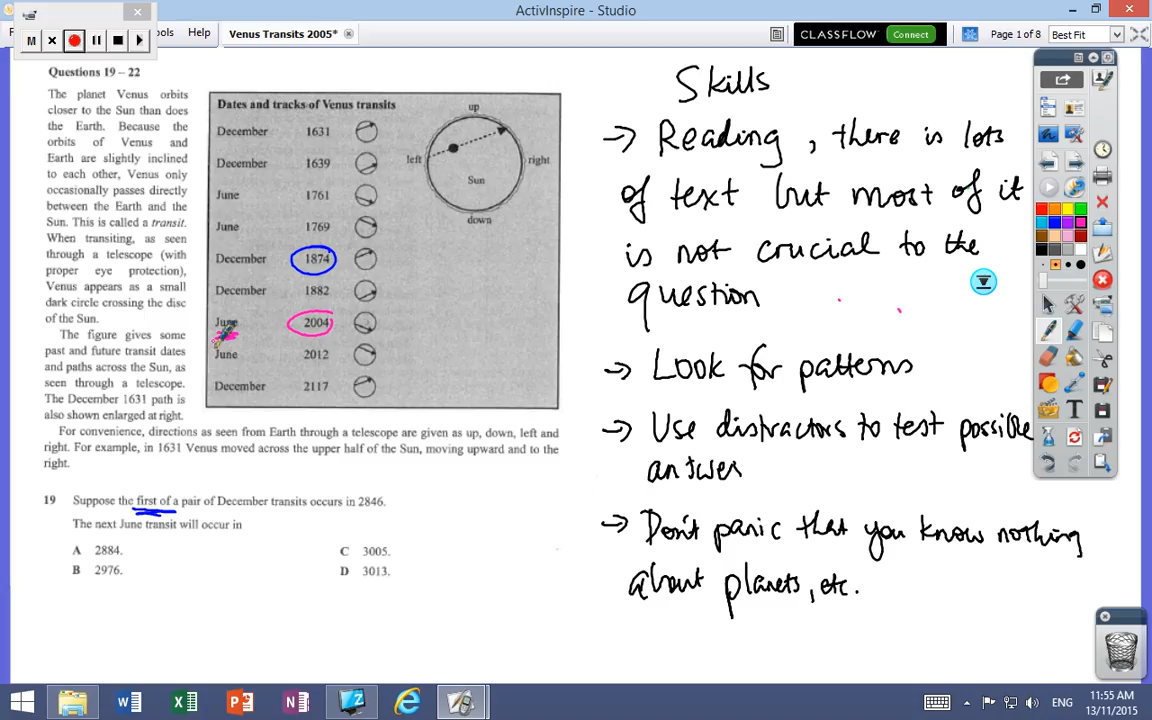 ActivInspire - Studio
ools Help
Venus Transits 2005*
CLASSFLOW Connect
Page 1 of 8
Best Fit
M
Questions 19 – 22
The planet Venus orbits
closer to the Sun than does
the Earth. Because the
orbits of Venus and
Earth are slightly inclined
to each other, Venus only
occasionally passes directly
between the Earth and the
Sun. This is called a transit.
When transiting, as seen
through a telescope (with
proper eye protection),
Venus appears as a small
dark circle crossing the disc
of the Sun.
The figure gives some
past and future transit dates
and paths across the Sun, as
seen through a telescope.
The December 1631 path is
also shown enlarged at right.
For convenience, directions as seen from Earth through a telescope are given as up, down, left and
right. For example, in 1631 Venus moved across the upper half of the Sun, moving upward and to the
right.
Dates and tracks of Venus transits
December 1631
December 1639
June 1761
June 1769
December 1874
December 1882
June 2004
June 2012
December 2117
up
left
right
Sun
down
19 Suppose the first of a pair of December transits occurs in 2846.
The next June transit will occur in
A 2884.
B 2976.
C 3005.
D 3013.
Skills
→ Reading, there is lots
of text but most of it
is not crucial to the
question
→ Look for patterns
→ Use distractors to test possible
answer
→ Don't panic that you know nothing
about planets, etc.
ENG
11:55 AM
13/11/2015